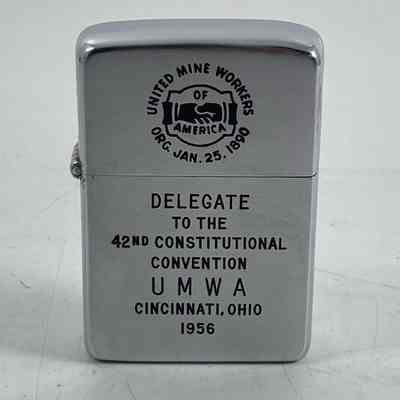 UNITED MINE WORKERS
OF
AMERICA
ORG. JAN. 25, 1890
DELEGATE
TO THE
42ND CONSTITUTIONAL
CONVENTION
UMWA
CINCINNATI, OHIO
1956